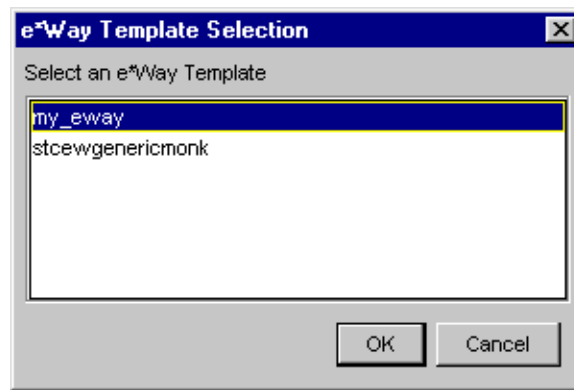 e*Way Template Selection
Select an e*Way Template
my_eway
stcewgenericmonk
OK Cancel